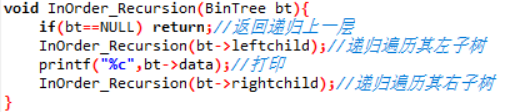 void InOrder_Recursion(BinTree bt){
    if(bt==NULL) return;//返回递归上一层
    InOrder_Recursion(bt->leftchild);//递归遍历其左子树
    printf("%c",bt->data);//打印
    InOrder_Recursion(bt->rightchild);//递归遍历其右子树
}